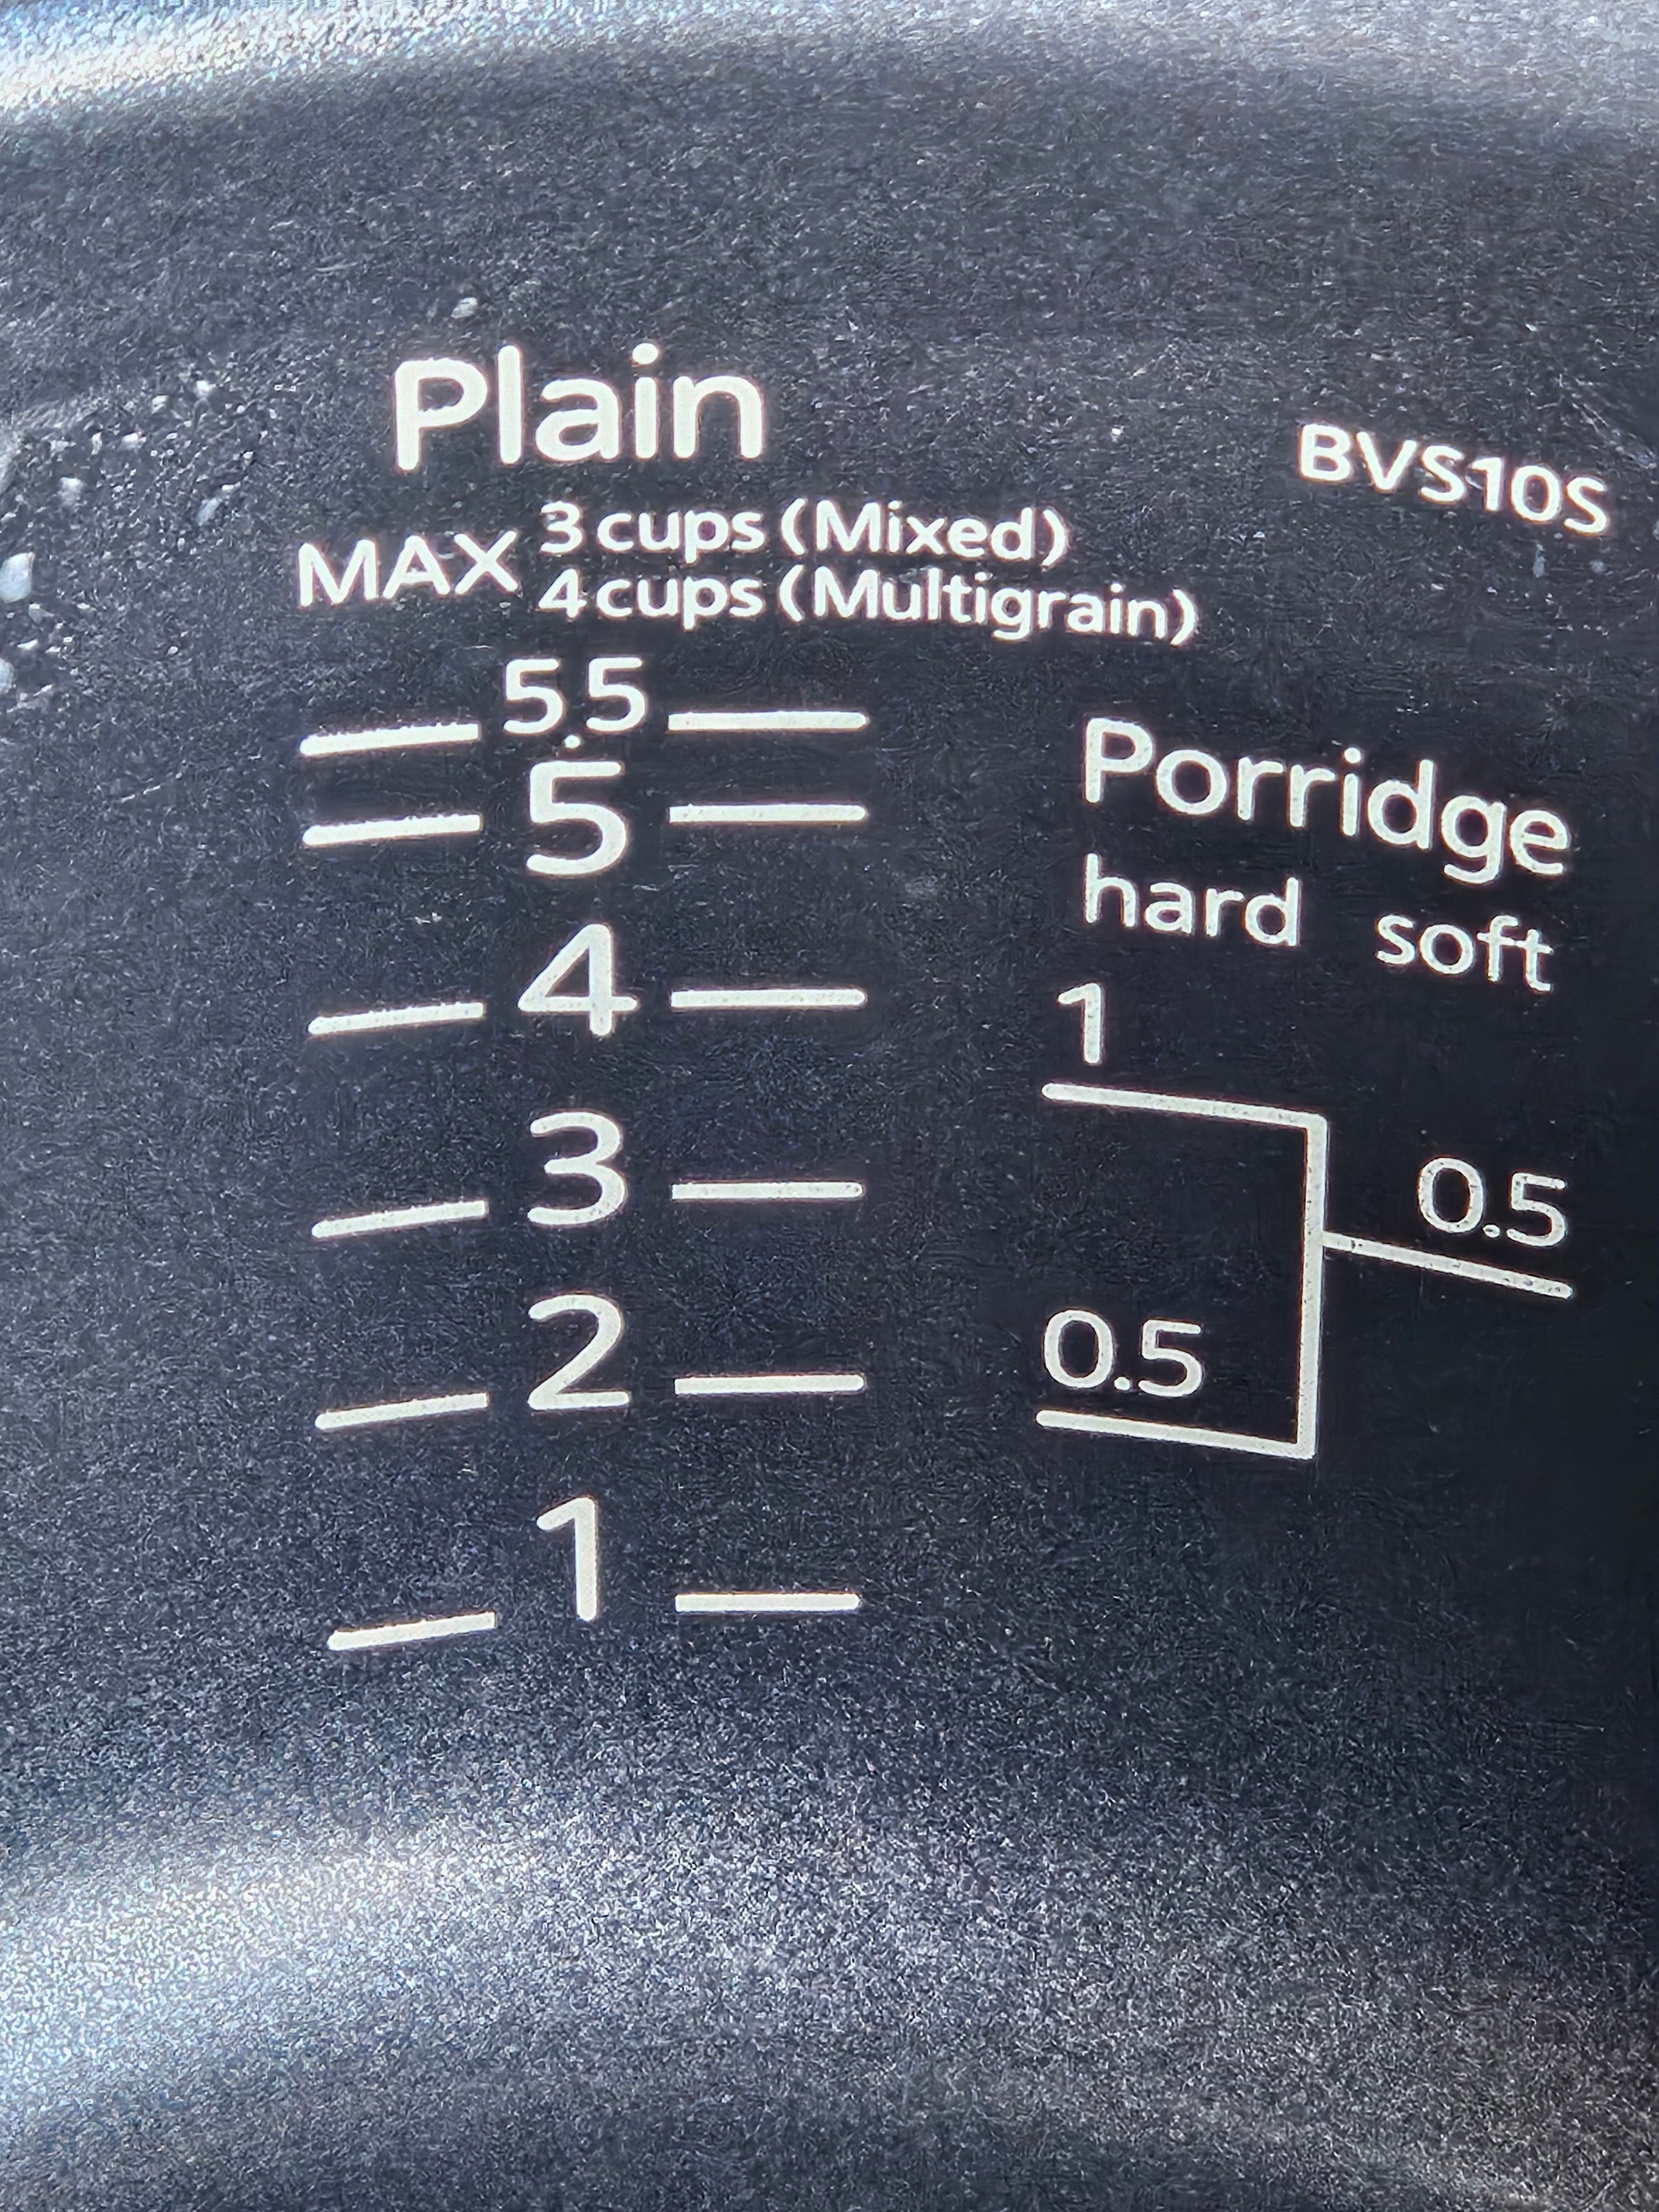 Plain
BVS10S
MAX 3 cups (Mixed)
4 cups (Multigrain)
5.5
5
4
3
2
1
Porridge
hard soft
1
0.5
0.5